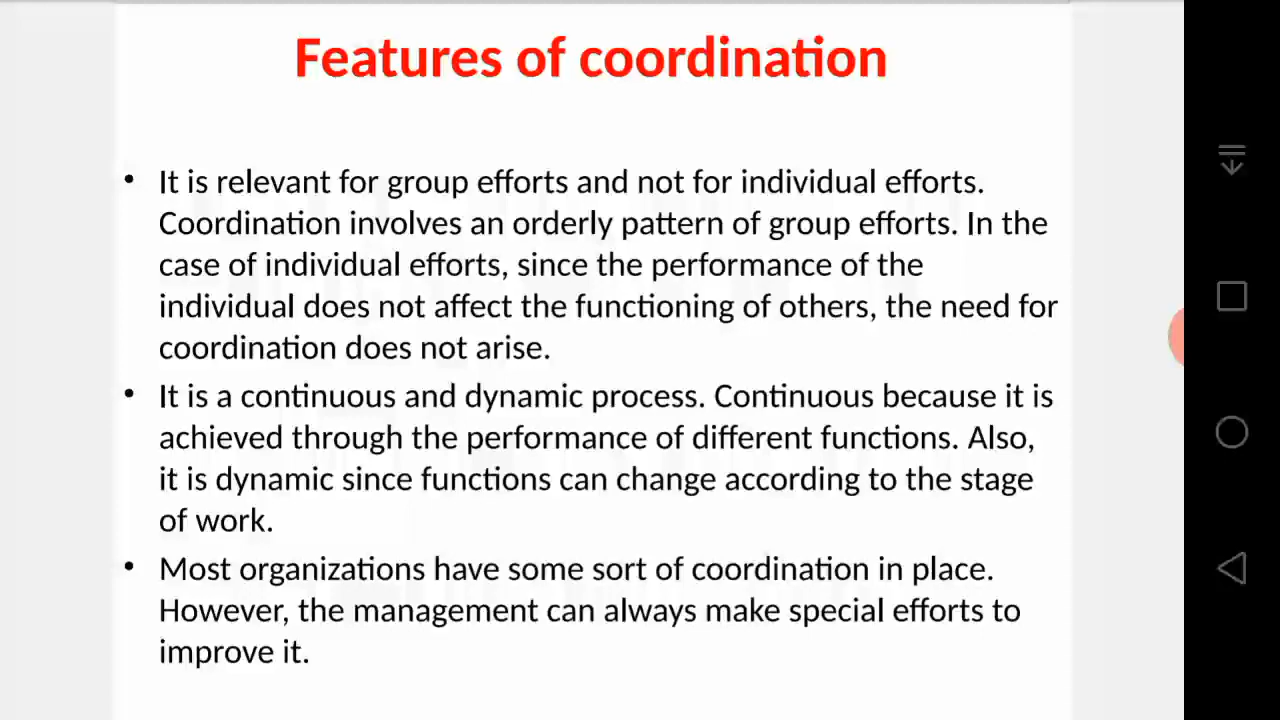 Features of coordination
• It is relevant for group efforts and not for individual efforts.
Coordination involves an orderly pattern of group efforts. In the
case of individual efforts, since the performance of the
individual does not affect the functioning of others, the need for
coordination does not arise.
• It is a continuous and dynamic process. Continuous because it is
achieved through the performance of different functions. Also,
it is dynamic since functions can change according to the stage
of work.
• Most organizations have some sort of coordination in place.
However, the management can always make special efforts to
improve it.